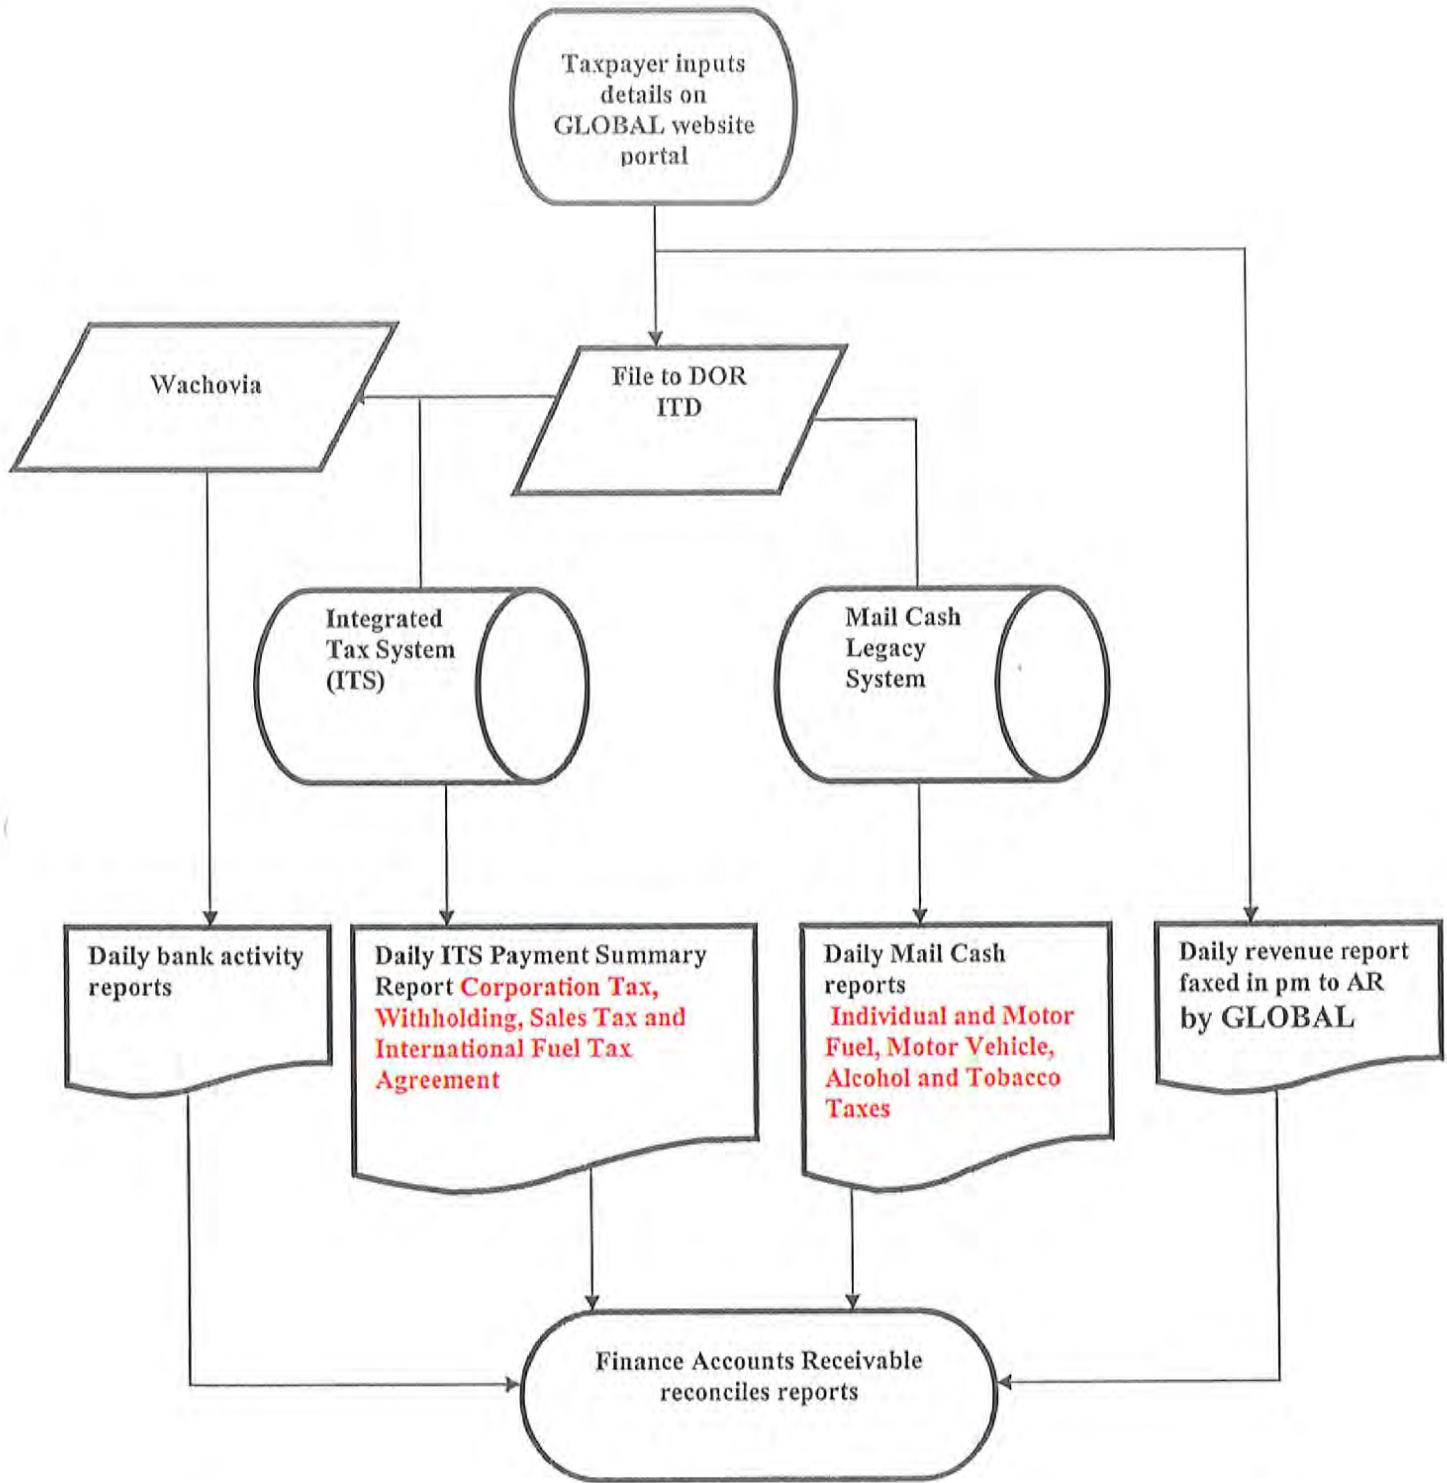 Taxpayer inputs
details on
GLOBAL website
portal
Wachovia
File to DOR
ITD
Integrated
Tax System
(ITS)
Mail Cash
Legacy
System
Daily bank activity
reports
Daily ITS Payment Summary
Report Corporation Tax,
Withholding, Sales Tax and
International Fuel Tax
Agreement
Daily Mail Cash
reports
Individual and Motor
Fuel, Motor Vehicle,
Alcohol and Tobacco
Taxes
Daily revenue report
faxed in pm to AR
by GLOBAL
Finance Accounts Receivable
reconciles reports